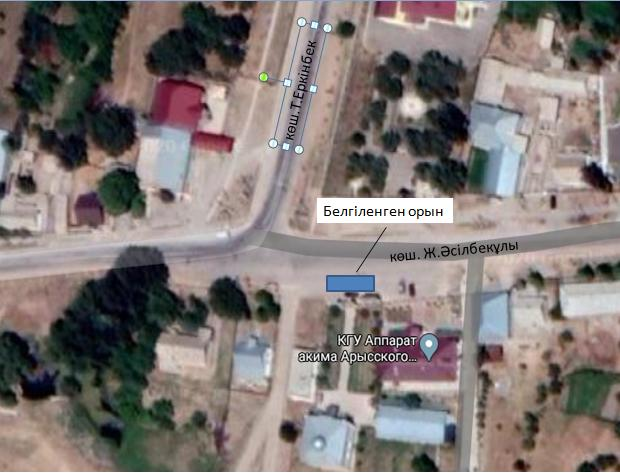 көш. Т.Еркінбек
Белгіленген орын
көш. Ж.Әсілбекұлы
КГУ Аппарат
акима Арысского...